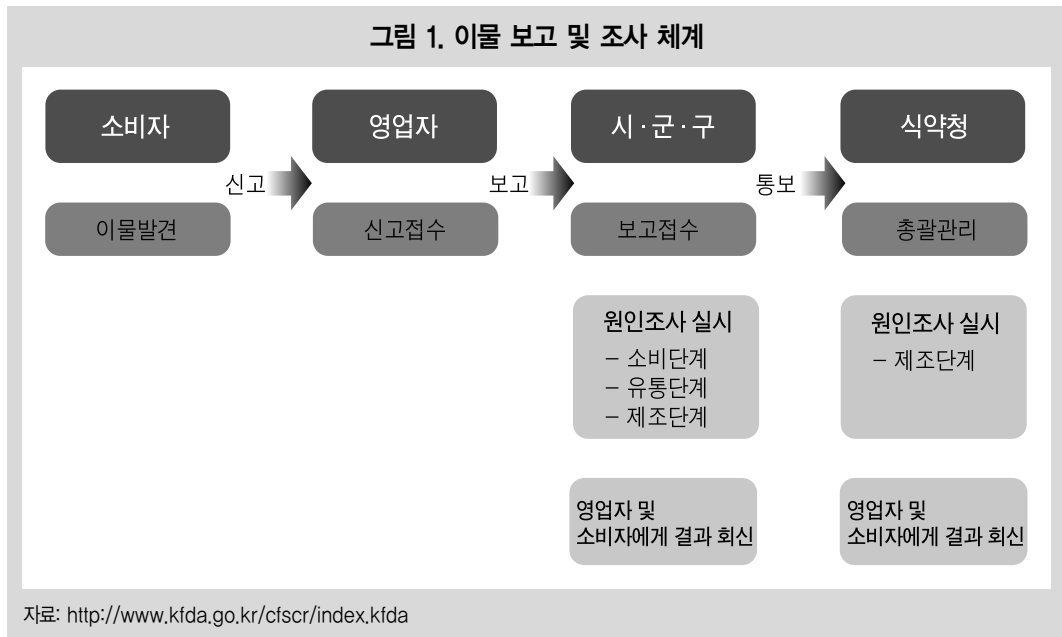 그림 1. 이물 보고 및 조사 체계
소비자
영업자
시·군·구
식약청
신고
보고
통보
이물발견
신고접수
보고접수
총괄관리
원인조사 실시
– 소비단계
– 유통단계
– 제조단계
원인조사 실시
– 제조단계
영업자 및
소비자에게 결과 회신
영업자 및
소비자에게 결과 회신
자료: http://www.kfda.go.kr/cfscr/index.kfda